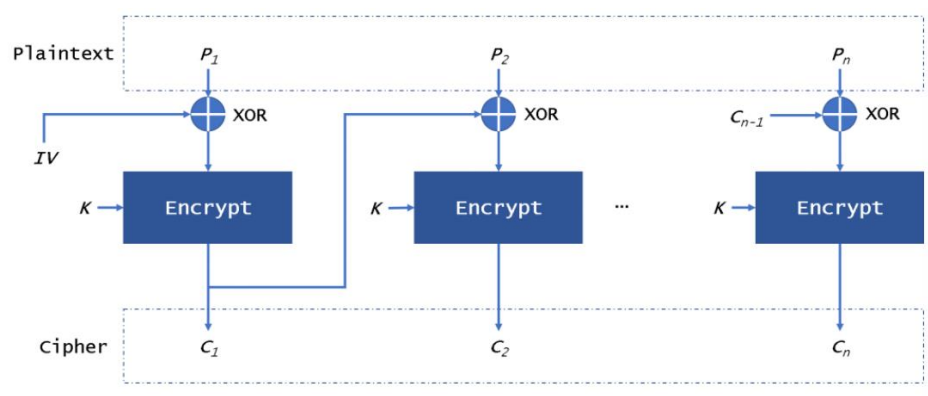 Plaintext P₁ P₂ Pₙ
XOR XOR Cₙ₋₁ XOR
IV
K Encrypt K Encrypt ... K Encrypt
Cipher C₁ C₂ Cₙ